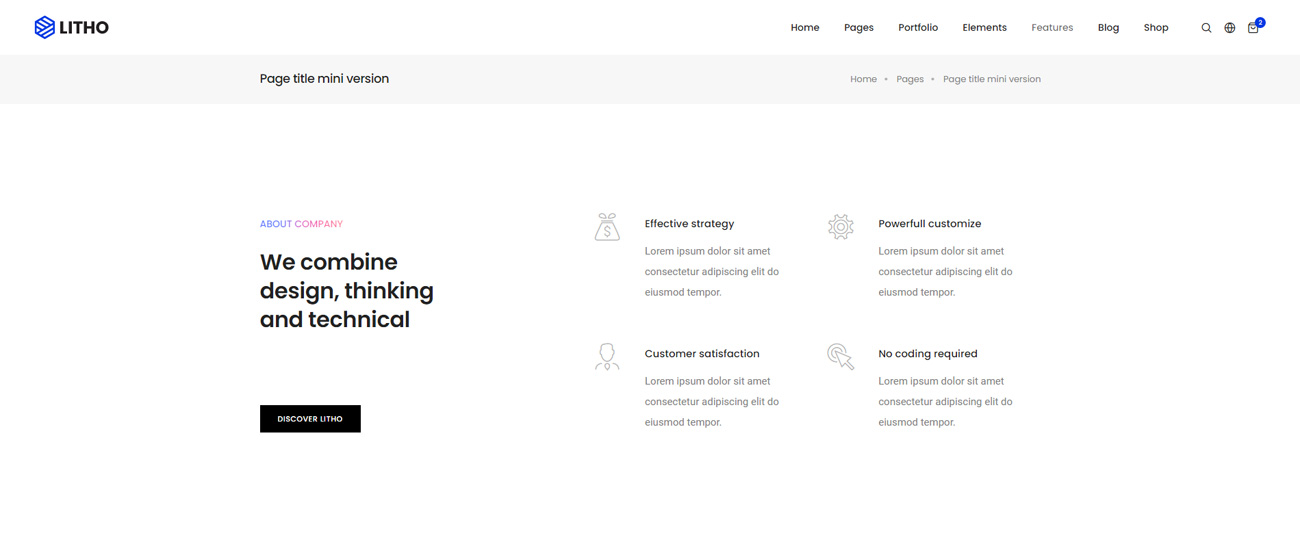 LITHO
Home Pages Portfolio Elements Features Blog Shop 2
Page title mini version
Home • Pages • Page title mini version
ABOUT COMPANY
We combine
design, thinking
and technical
DISCOVER LITHO
$
Effective strategy
Lorem ipsum dolor sit amet
consectetur adipiscing elit do
eiusmod tempor.
Powerfull customize
Lorem ipsum dolor sit amet
consectetur adipiscing elit do
eiusmod tempor.
Customer satisfaction
Lorem ipsum dolor sit amet
consectetur adipiscing elit do
eiusmod tempor.
No coding required
Lorem ipsum dolor sit amet
consectetur adipiscing elit do
eiusmod tempor.